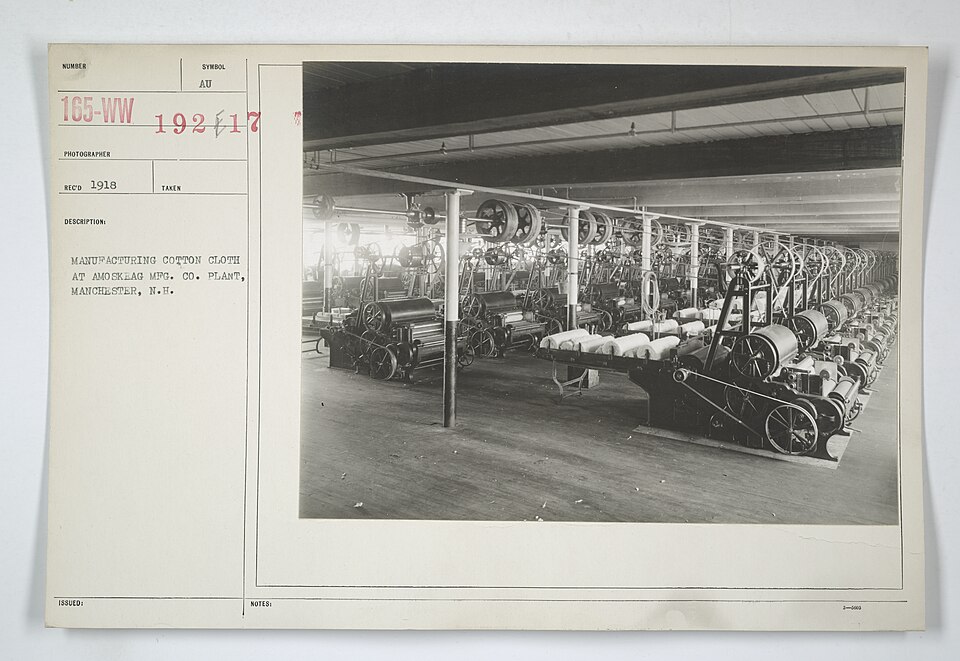 NUMBER
SYMBOL
AU
165-WW
192E17
PHOTOGRAPHER
REC'D 1918
TAKEN
DESCRIPTION:
MANUFACTURING COTTON CLOTH
AT AMOSKEAG MFG. CO. PLANT,
MANCHESTER, N.H.
ISSUED:
NOTES: